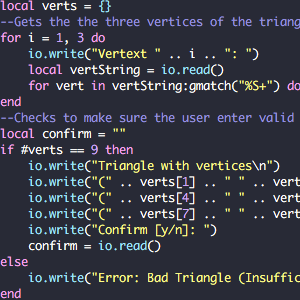 local verts = {}
--Gets the the three vertices of the triang
for i = 1, 3 do
io.write("Vertext " .. i .. ": ")
local vertString = io.read()
for vert in vertString:gmatch("%S+") do
end
--Checks to make sure the user enter valid
local confirm = ""
if #verts == 9 then
io.write("Triangle with vertices\n")
io.write("(" .. verts[1] .. " " .. vert
io.write("(" .. verts[4] .. " " .. vert
io.write("(" .. verts[7] .. " " .. vert
io.write("Confirm [y/n]: ")
confirm = io.read()
else
io.write("Error: Bad Triangle (Insuffic
end